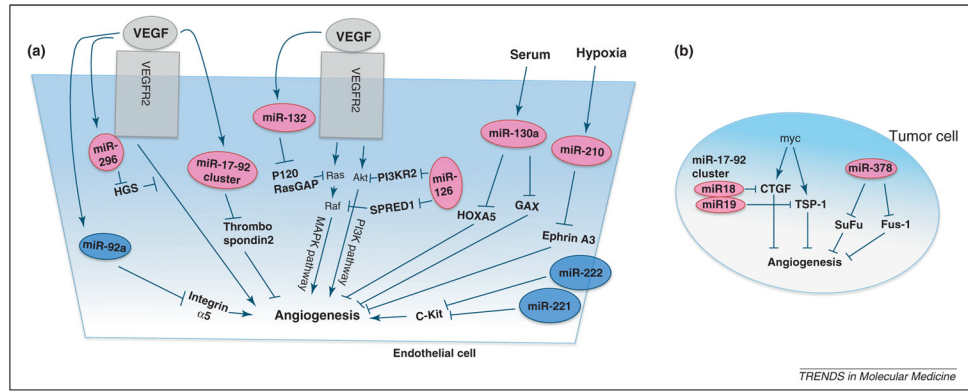 (a)
VEGF
VEGFR2
miR-
296
HGS
miR-17-92
cluster
Thrombo
spondin2
miR-92a
Integrin
α5
VEGF
VEGFR2
miR-132
P120
RasGAP
Ras
Akt
PI3KR2
miR-
126
Raf
SPRED1
MAPK pathway
PI3K pathway
Serum
Hypoxia
miR-130a
miR-210
HOXA5
GAX
Ephrin A3
miR-222
miR-221
C-Kit
Angiogenesis
Endothelial cell
(b)
Tumor cell
myc
miR-17-92
cluster
miR18
miR19
CTGF
TSP-1
miR-378
SuFu
Fus-1
Angiogenesis
TRENDS in Molecular Medicine